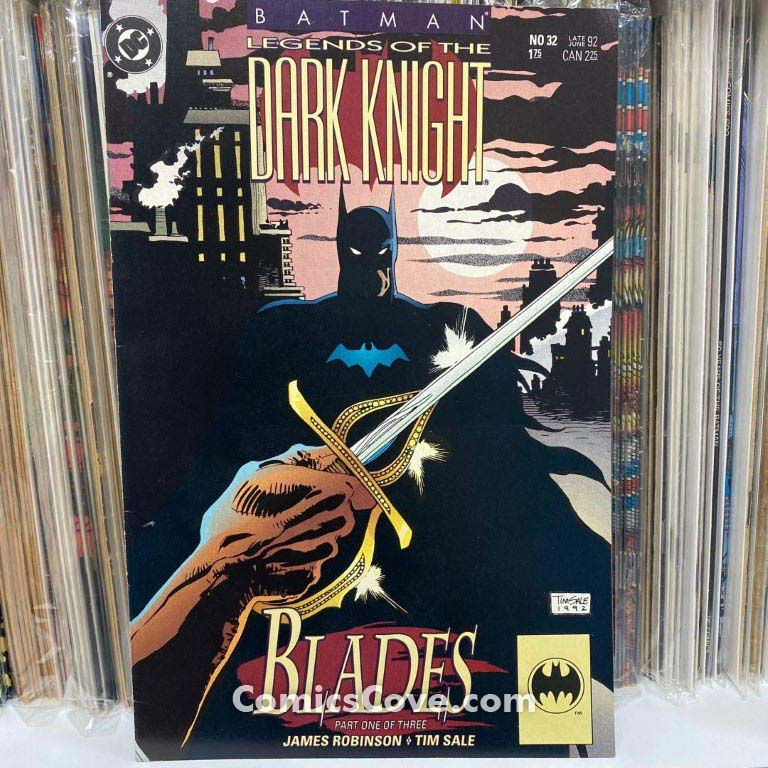 BATMAN
LEGENDS OF THE
DARK KNIGHT
DC
NO 32
1.75
LATE JUNE 92
CAN 2.25
TIM SALE
1992
BLADES
ComicsCove.com
PART ONE OF THREE
JAMES ROBINSON TIM SALE
TM